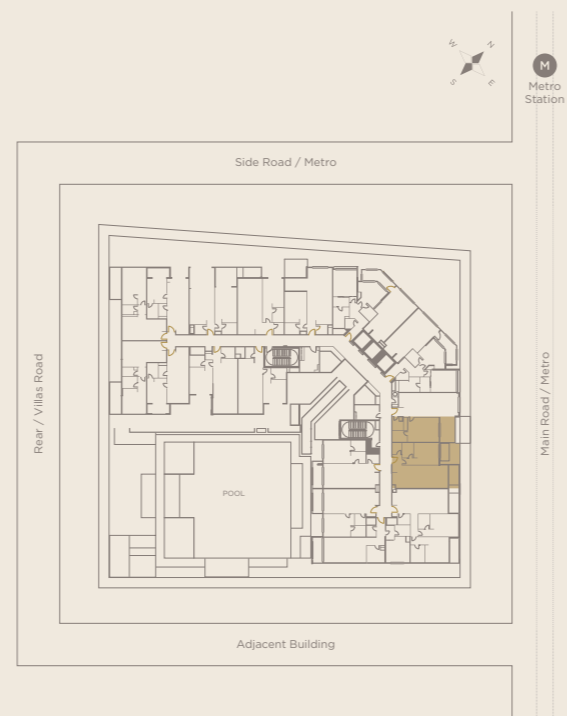 W
N
S
E
M
Metro
Station
Side Road / Metro
Rear / Villas Road
Main Road / Metro
POOL
Adjacent Building